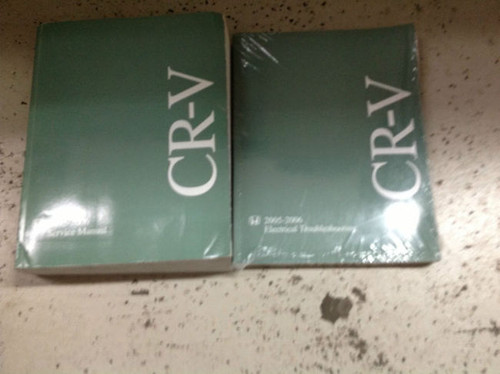 CR-V
Service Manual
CR-V
2005-2006
Electrical Troubleshooting